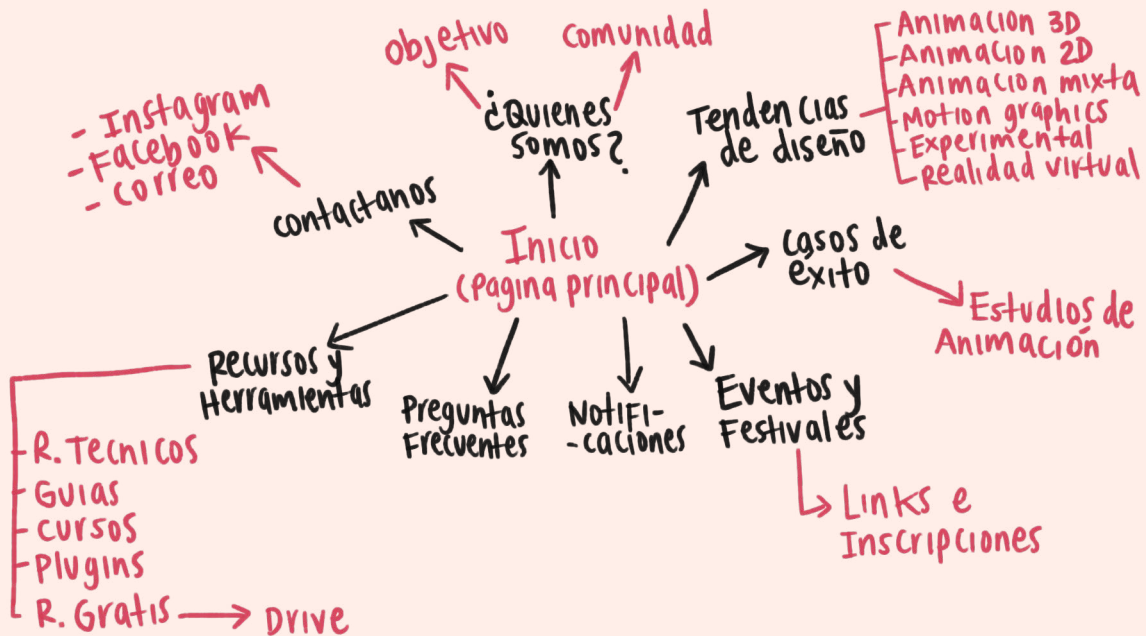 objetivo
comunidad
¿Quienes
somos?
Tendencias
de diseño
Animacion 3D
Animacion 2D
Animacion mixta
Motion graphics
Experimental
Realidad virtual
- Instagram
- Facebook
- correo
contactanos
Inicio
(Pagina principal)
casos de
éxito
Estudios de
Animación
Recursos y
Herramientas
Preguntas
Frecuentes
Notifi-
-caciones
Eventos y
Festivales
Links e
Inscripciones
R. Tecnicos
Guias
cursos
Plugins
R. Gratis
Drive